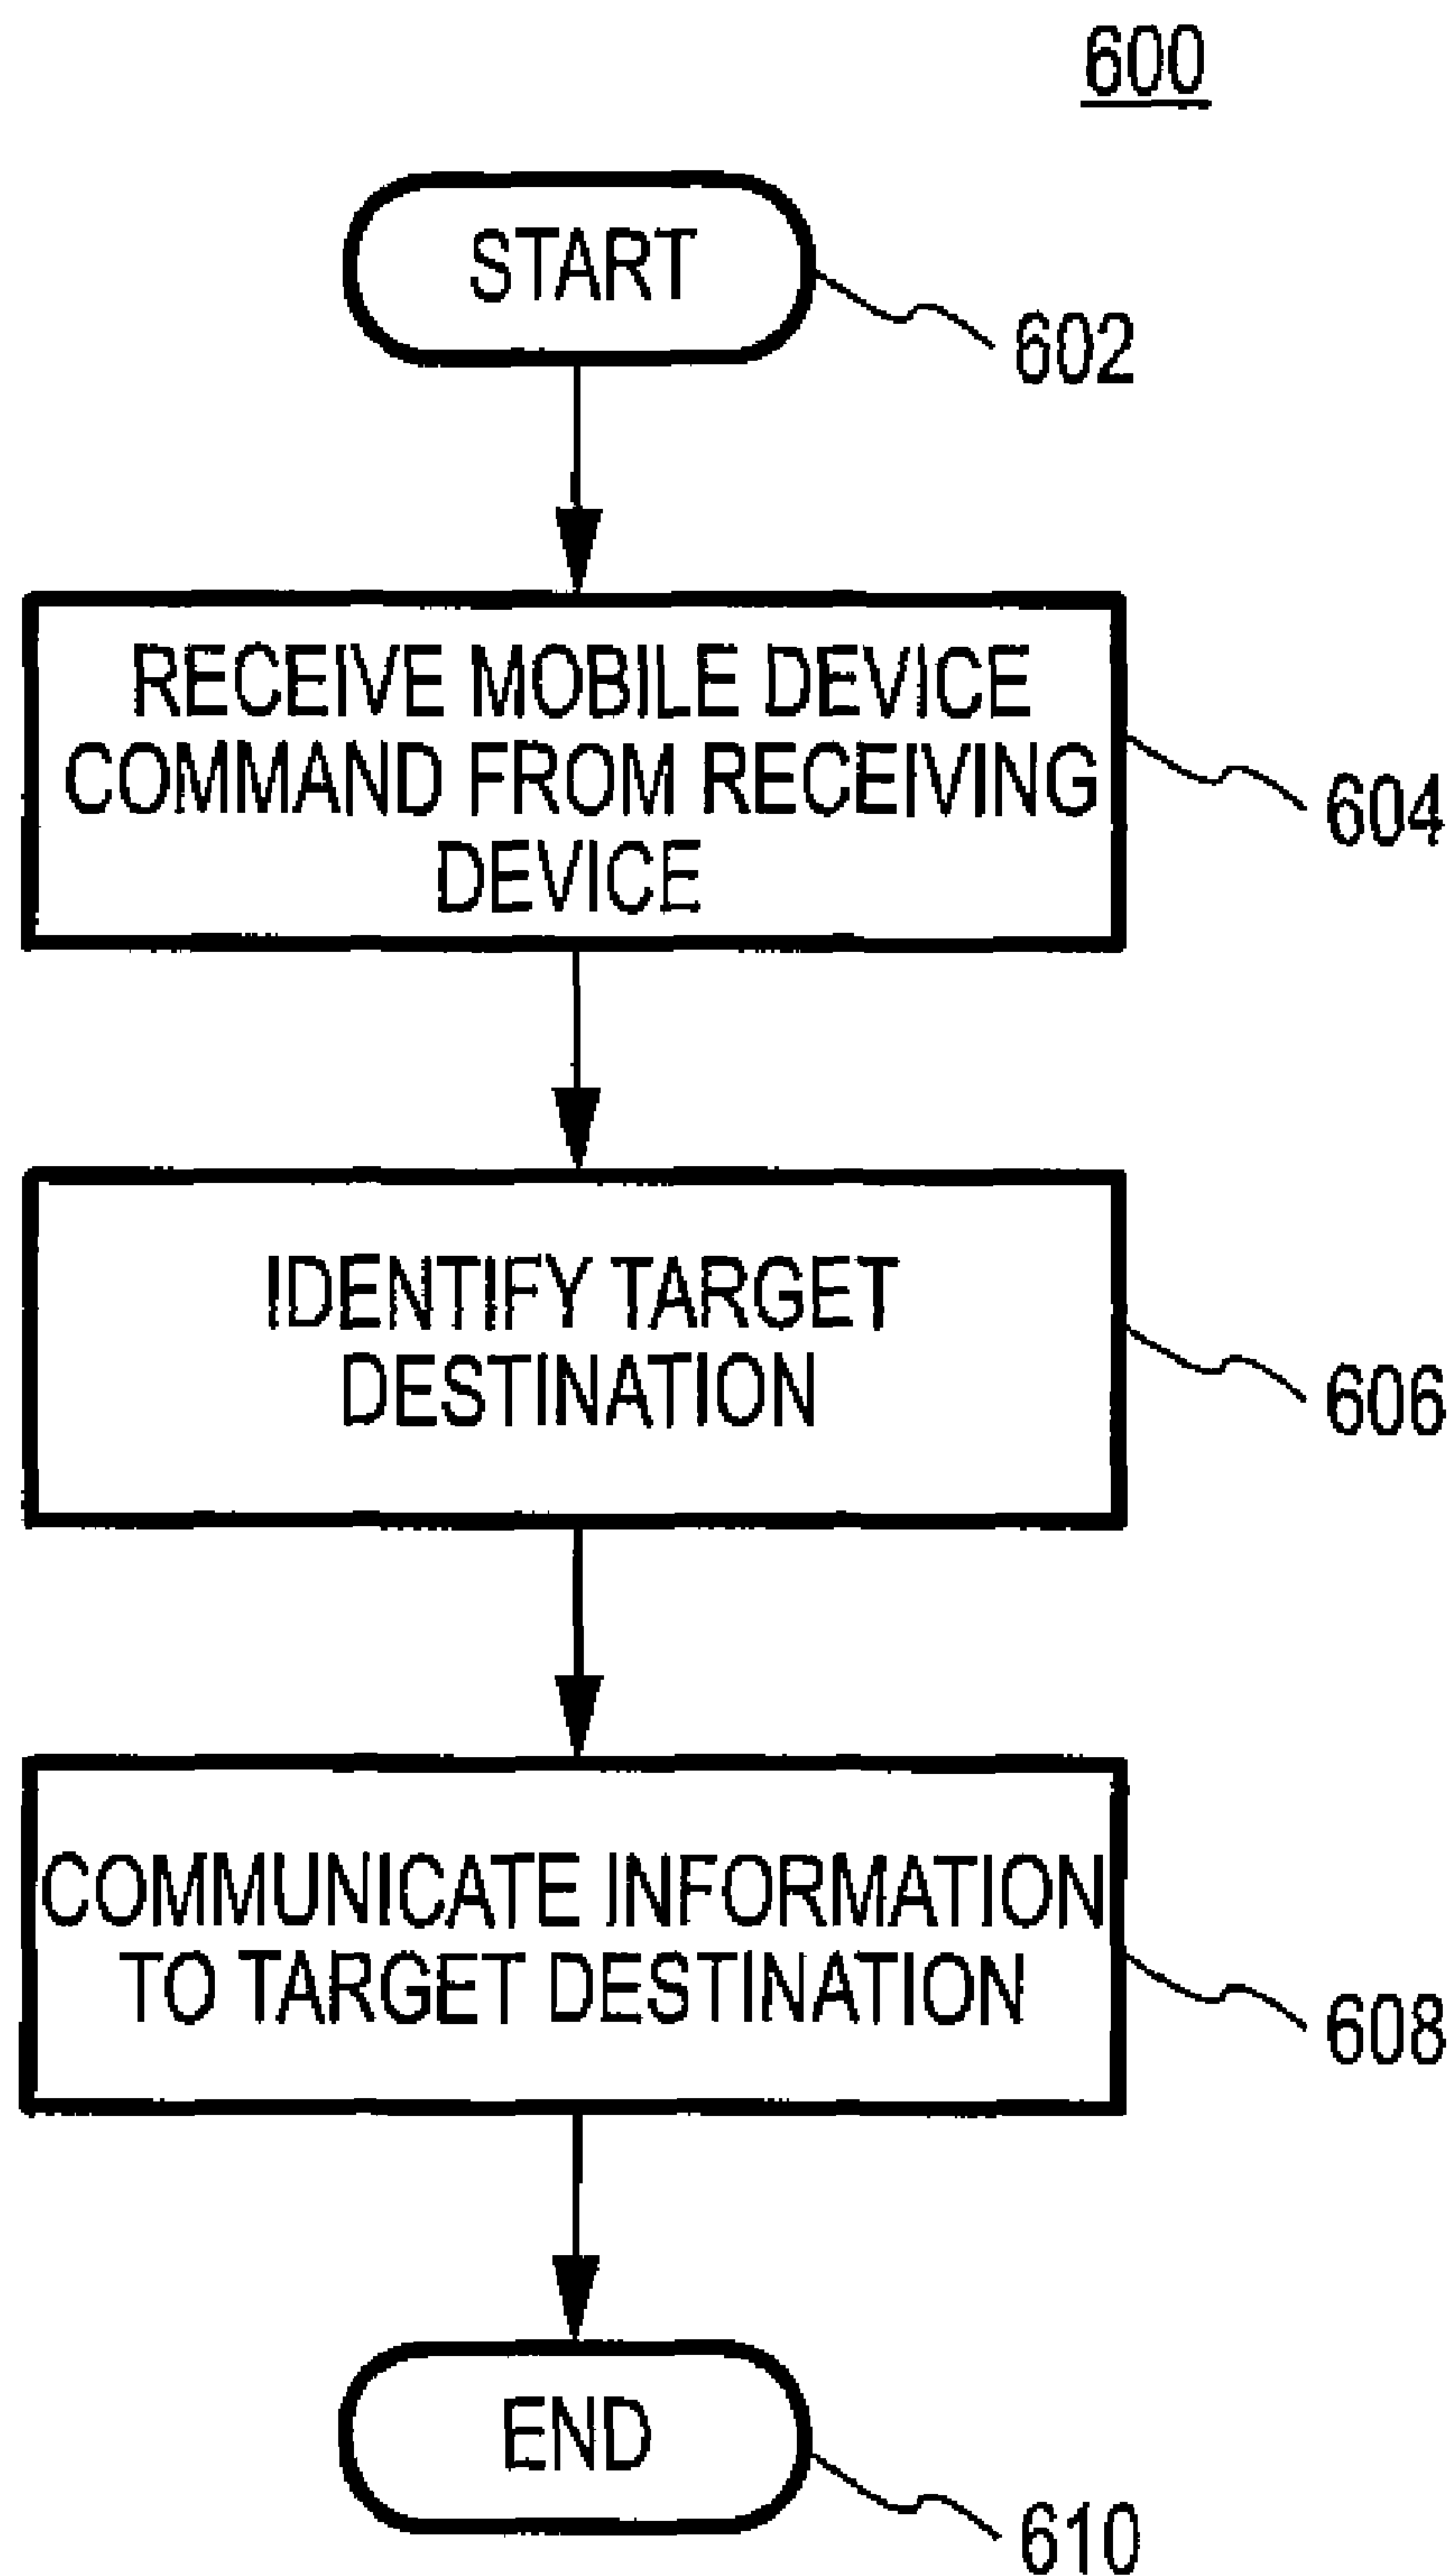 600
START
602
RECEIVE MOBILE DEVICE
COMMAND FROM RECEIVING
DEVICE
604
IDENTIFY TARGET
DESTINATION
606
COMMUNICATE INFORMATION
TO TARGET DESTINATION
608
END
610